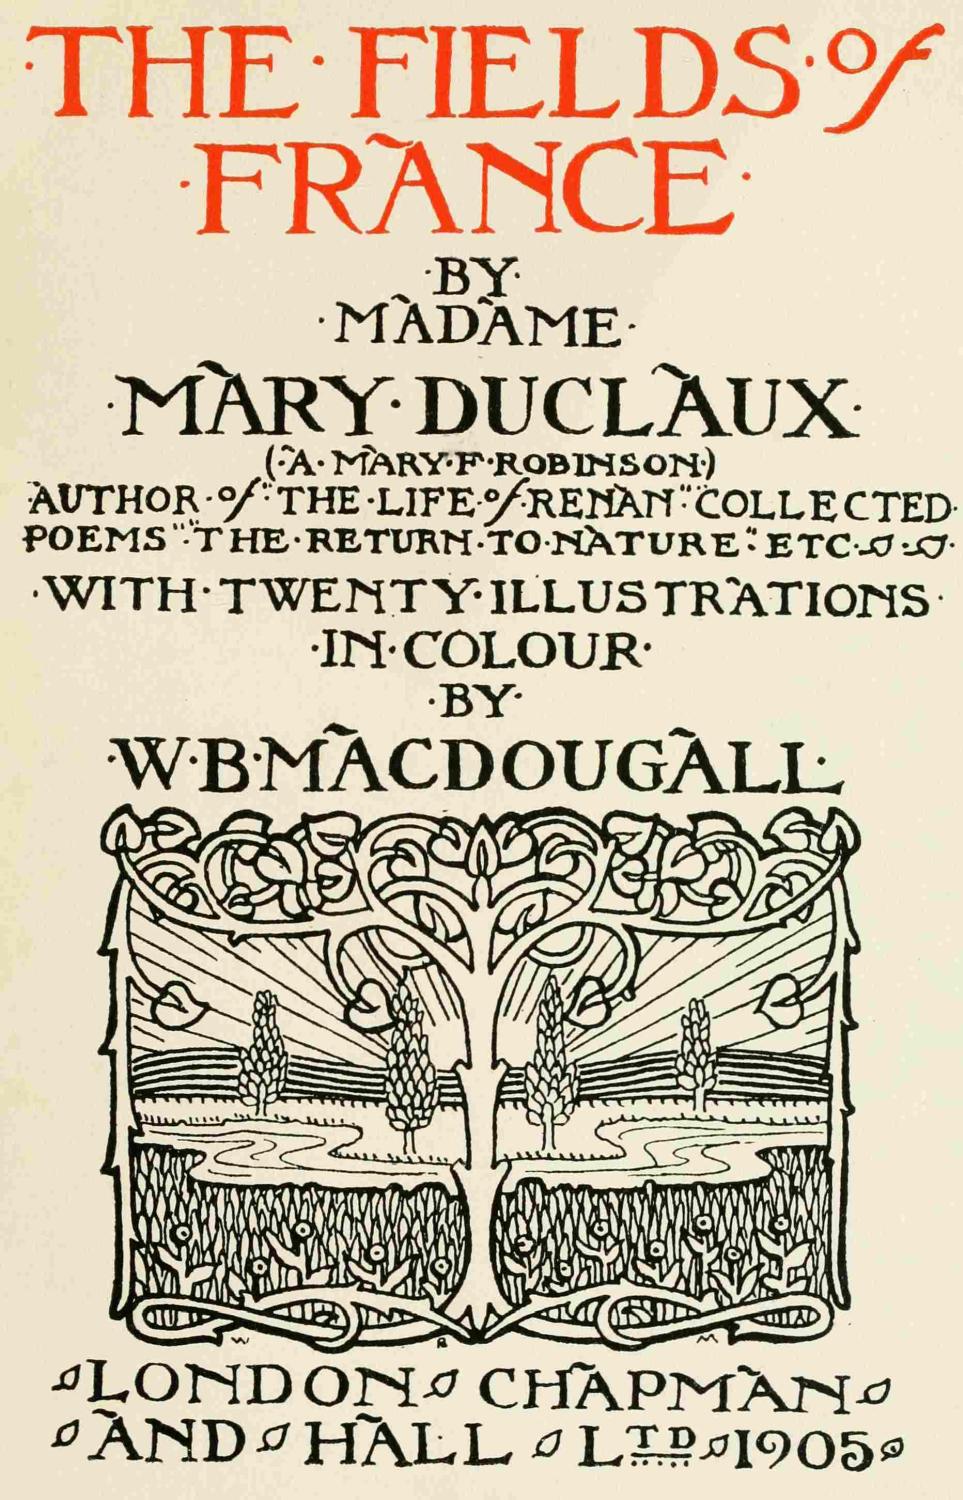 ·THE·FIELDS·of
·FRANCE·
·BY·
·MADAME·
·MARY·DUCLAUX·
(·A·MARY·F·ROBINSON·)
AUTHOR·of·"THE·LIFE·of·RENAN"·"COLLECTED·
POEMS"·"THE·RETURN·TO·NATURE"·ETC·
·WITH·TWENTY·ILLUSTRATIONS·
·IN·COLOUR·
·BY·
·W·B·MACDOUGALL·
W B M
LONDON CHAPMAN
AND HALL LTD 1905